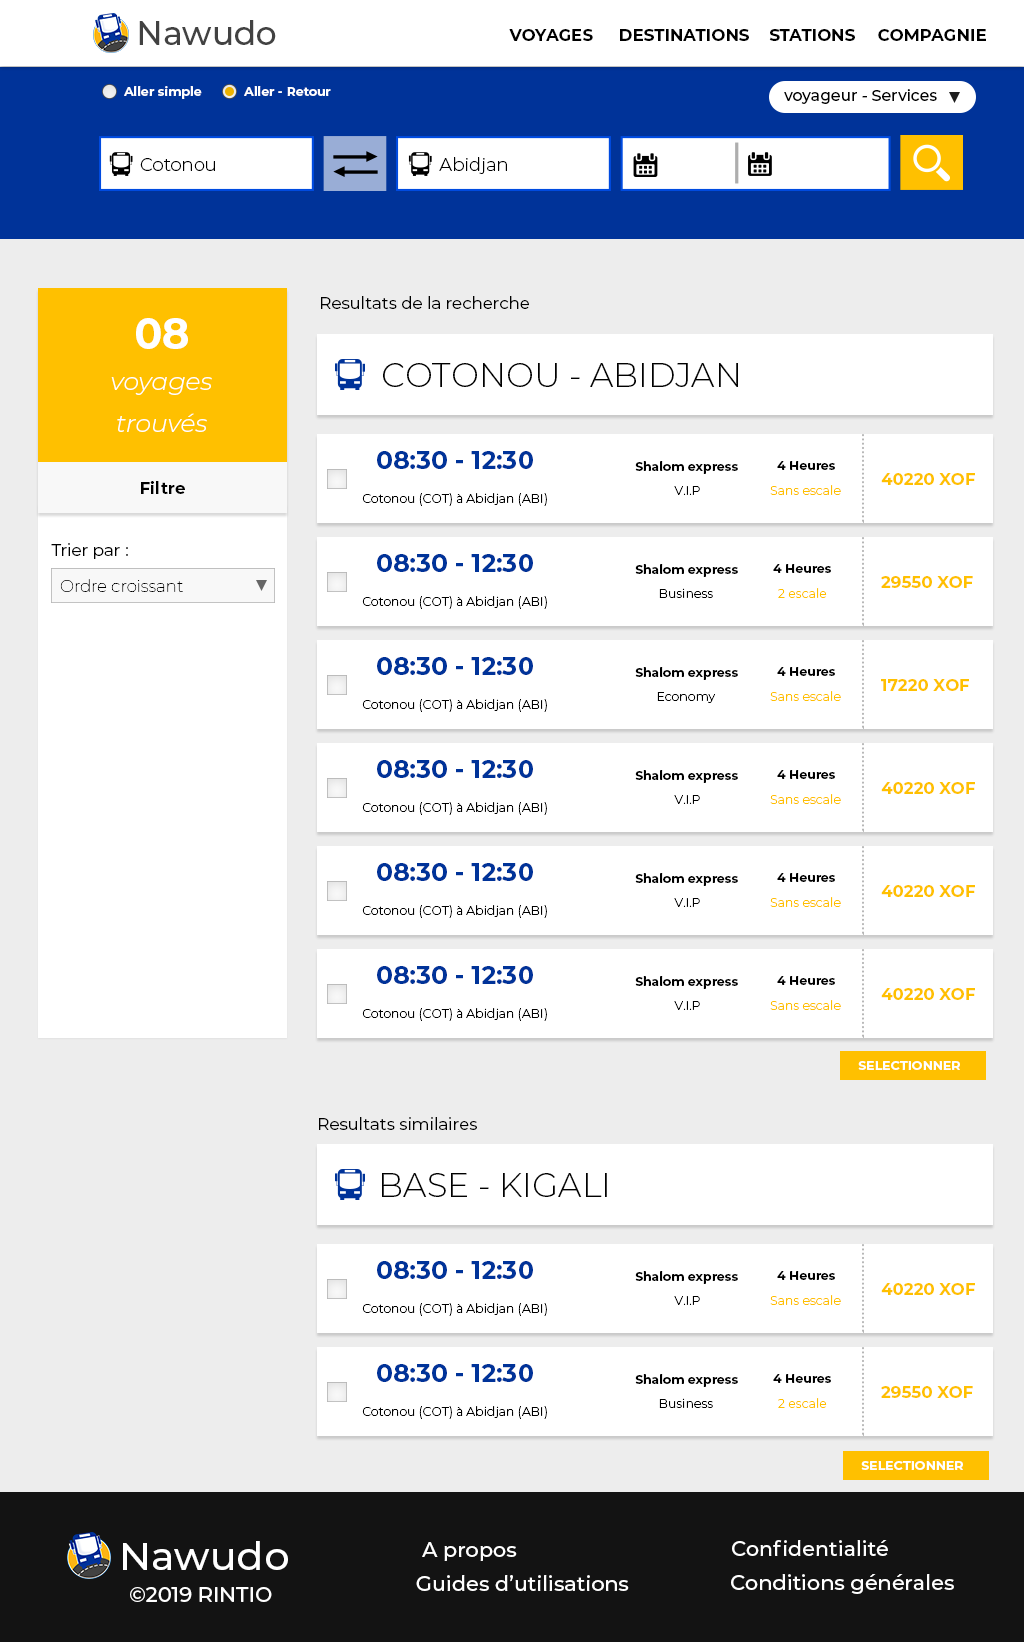 Nawudo
VOYAGES DESTINATIONS STATIONS COMPAGNIE
Aller simple Aller - Retour
voyageur - Services
Cotonou
Abidjan
08
voyages
trouvés
Filtre
Trier par :
Ordre croissant
Resultats de la recherche
COTONOU - ABIDJAN
08:30 - 12:30
Cotonou (COT) à Abidjan (ABI)
Shalom express
V.I.P
4 Heures
Sans escale
40220 XOF
08:30 - 12:30
Cotonou (COT) à Abidjan (ABI)
Shalom express
Business
4 Heures
2 escale
29550 XOF
08:30 - 12:30
Cotonou (COT) à Abidjan (ABI)
Shalom express
Economy
4 Heures
Sans escale
17220 XOF
08:30 - 12:30
Cotonou (COT) à Abidjan (ABI)
Shalom express
V.I.P
4 Heures
Sans escale
40220 XOF
08:30 - 12:30
Cotonou (COT) à Abidjan (ABI)
Shalom express
V.I.P
4 Heures
Sans escale
40220 XOF
08:30 - 12:30
Cotonou (COT) à Abidjan (ABI)
Shalom express
V.I.P
4 Heures
Sans escale
40220 XOF
SELECTIONNER
Resultats similaires
BASE - KIGALI
08:30 - 12:30
Cotonou (COT) à Abidjan (ABI)
Shalom express
V.I.P
4 Heures
Sans escale
40220 XOF
08:30 - 12:30
Cotonou (COT) à Abidjan (ABI)
Shalom express
Business
4 Heures
2 escale
29550 XOF
SELECTIONNER
Nawudo
©2019 RINTIO
A propos
Guides d’utilisations
Confidentialité
Conditions générales